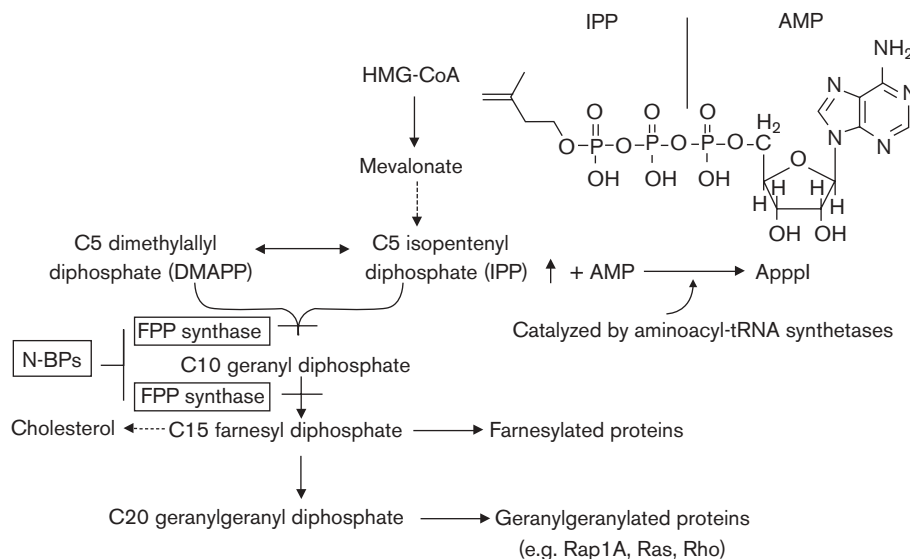 IPP
AMP
HMG-CoA
NH₂
N
N
N
N
O
O
O
H₂
O–P–O–P–O–P–O–C
OH
OH
OH
O
H
H
H
H
OH
OH
Mevalonate
C5 dimethylallyl
diphosphate (DMAPP)
C5 isopentenyl
diphosphate (IPP)
+ AMP
ApppI
Catalyzed by aminoacyl-tRNA synthetases
FPP synthase
N-BPs
C10 geranyl diphosphate
FPP synthase
Cholesterol
C15 farnesyl diphosphate
Farnesylated proteins
C20 geranylgeranyl diphosphate
Geranylgeranylated proteins
(e.g. Rap1A, Ras, Rho)